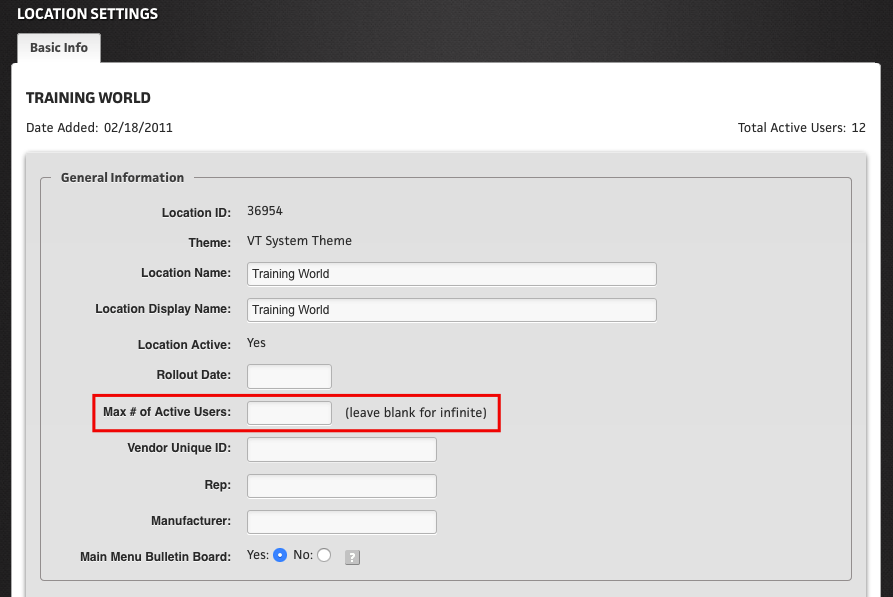 LOCATION SETTINGS
Basic Info
TRAINING WORLD
Date Added: 02/18/2011 Total Active Users: 12
General Information
Location ID: 36954
Theme: VT System Theme
Location Name: Training World
Location Display Name: Training World
Location Active: Yes
Rollout Date:
Max # of Active Users: (leave blank for infinite)
Vendor Unique ID:
Rep:
Manufacturer:
Main Menu Bulletin Board: Yes: No: ?